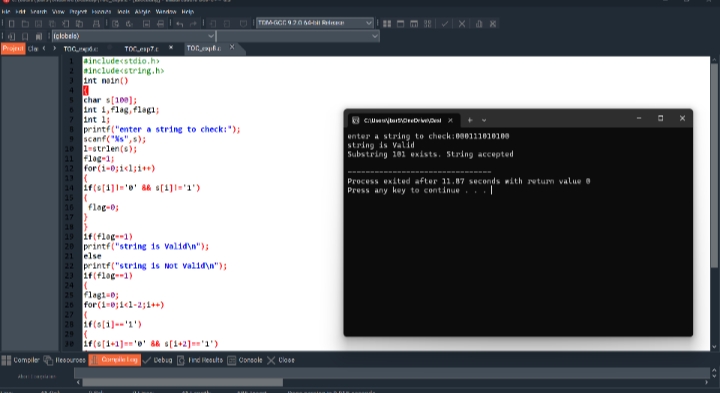 File Edit Search View Project Execute Tools AStyle Window Help
TDM-GCC 9.2.0 64-bit Release
(globals)
Project Cla TOC_exp6.c TOC_exp7.c TOC_exp8.c
1 #include<stdio.h>
2 #include<string.h>
3 int main()
4 {
5 char s[100];
6 int i,flag,flag1;
7 int l;
8 printf("enter a string to check:");
9 scanf("%s",s);
10 l=strlen(s);
11 flag=1;
12 for(i=0;i<l;i++)
13 {
14 if(s[i]!='0' && s[i]!='1')
15 {
16 flag=0;
17 }
18 }
19 if(flag==1)
20 printf("string is Valid\n");
21 else
22 printf("string is Not Valid\n");
23 if(flag==1)
24 {
25 flag1=0;
26 for(i=0;i<l-2;i++)
27 {
28 if(s[i]=='1')
29 {
30 if(s[i+1]=='0' && s[i+2]=='1')
enter a string to check:000111010100
string is Valid
Substring 101 exists. String accepted
--------------------------------
Process exited after 11.87 seconds with return value 0
Press any key to continue . . .
Compiler Resources Compile Log Debug Find Results Console Close